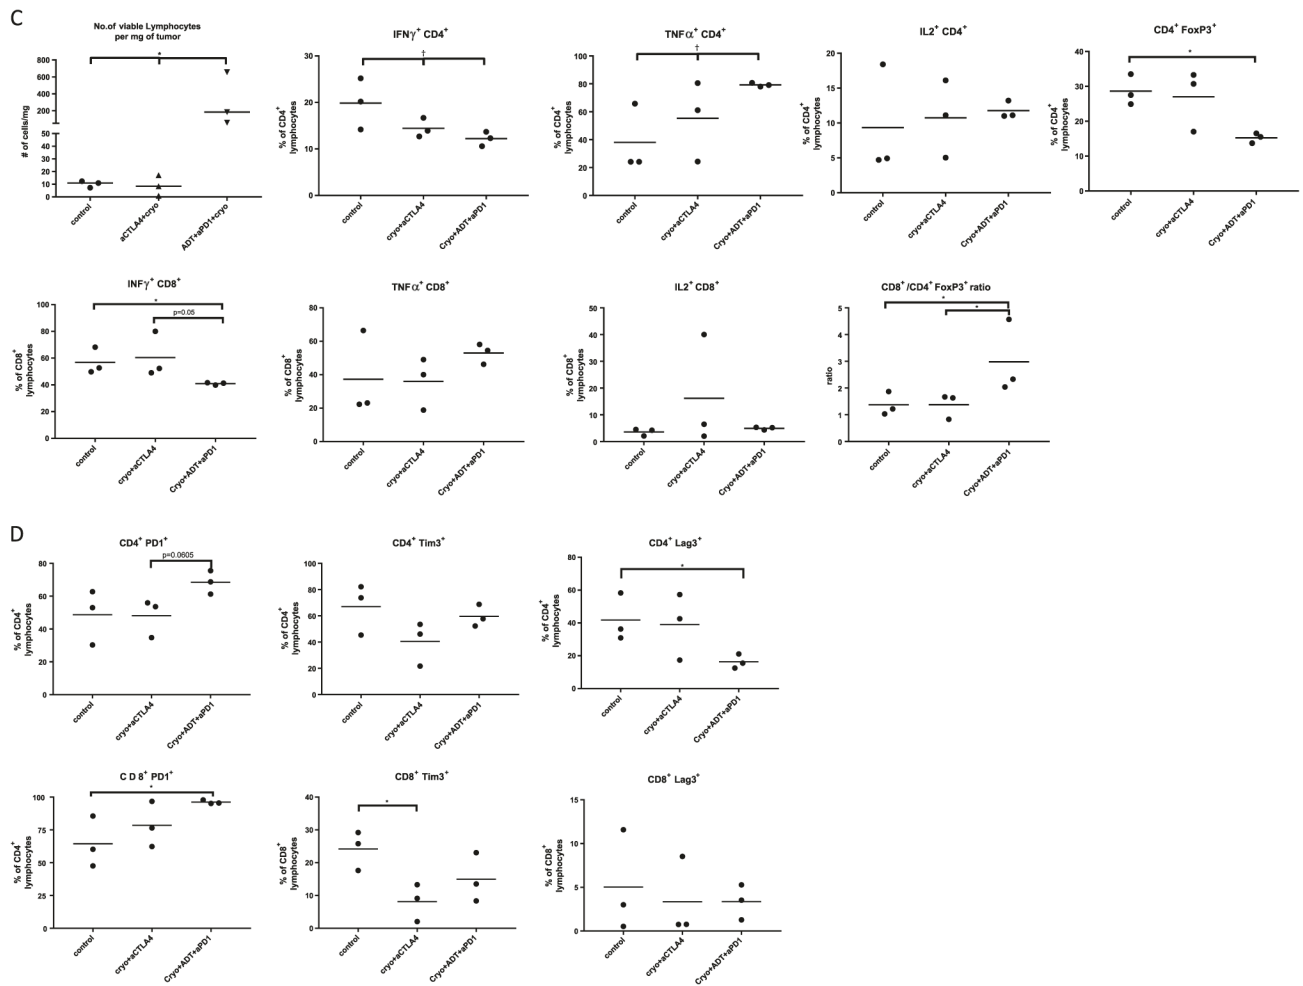 C
No.of viable Lymphocytes
per mg of tumor
*
# of cells/mg
800
600
400
200
50
40
30
20
10
0
control
aCTLA4+cryo
ADT+aPD1+cryo
IFNγ+ CD4+
†
% of CD4+
lymphocytes
30
20
10
0
control
cryo+aCTLA4
Cryo+ADT+aPD1
TNFα+ CD4+
†
% of CD4+
lymphocytes
100
80
60
40
20
0
control
cryo+aCTLA4
Cryo+ADT+aPD1
IL2+ CD4+
% of CD4+
lymphocytes
20
15
10
5
0
control
cryo+aCTLA4
Cryo+ADT+aPD1
CD4+ FoxP3+
*
% of CD4+
lymphocytes
40
30
20
10
0
control
cryo+aCTLA4
Cryo+ADT+aPD1
INFγ+ CD8+
*
p=0.05
% of CD8+
lymphocytes
100
80
60
40
20
0
control
cryo+aCTLA4
Cryo+ADT+aPD1
TNFα+ CD8+
% of CD8+
lymphocytes
80
60
40
20
0
control
cryo+aCTLA4
Cryo+ADT+aPD1
IL2+ CD8+
% of CD8+
lymphocytes
50
40
30
20
10
0
control
cryo+aCTLA4
Cryo+ADT+aPD1
CD8+/CD4+ FoxP3+ ratio
*
*
ratio
5
4
3
2
1
0
control
cryo+aCTLA4
Cryo+ADT+aPD1
D
CD4+ PD1+
p=0.0605
% of CD4+
lymphocytes
80
60
40
20
0
control
cryo+aCTLA4
Cryo+ADT+aPD1
CD4+ Tim3+
% of CD4+
lymphocytes
100
80
60
40
20
0
control
cryo+aCTLA4
Cryo+ADT+aPD1
CD4+ Lag3+
*
% of CD4+
lymphocytes
80
60
40
20
0
control
cryo+aCTLA4
Cryo+ADT+aPD1
C D 8+ PD1+
*
% of CD4+
lymphocytes
100
75
50
25
0
control
cryo+aCTLA4
Cryo+ADT+aPD1
CD8+ Tim3+
*
% of CD8+
lymphocytes
40
30
20
10
0
control
cryo+aCTLA4
Cryo+ADT+aPD1
CD8+ Lag3+
% of CD8+
lymphocytes
15
10
5
0
control
cryo+aCTLA4
Cryo+ADT+aPD1